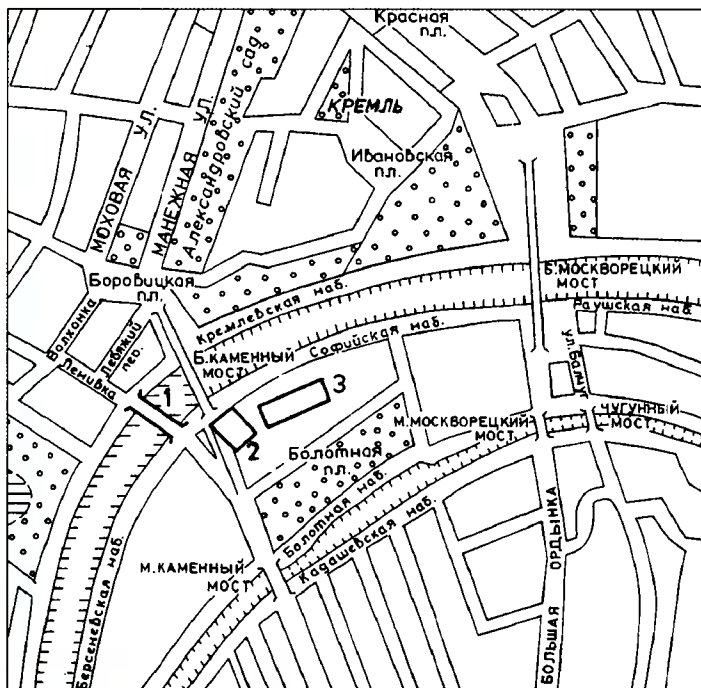 Красная
пл.
КРЕМЛЬ
Ивановская
пл.
МОХОВАЯ УЛ.
МАНЕЖНАЯ УЛ.
Александровский сад
Боровицкая
пл.
Волхонка
Лебяжий
пер.
Ленивка
Кремлевская наб.
Б.МОСКВОРЕЦКИЙ
МОСТ
Раушская наб.
Софийская наб.
Б.КАМЕННЫЙ
МОСТ
ул.Балчуг
1
2
3
М.МОСКВОРЕЦКИЙ
МОСТ
ЧУГУННЫЙ
МОСТ
Болотная
пл.
Болотная наб.
Кадашевская наб.
М.КАМЕННЫЙ
МОСТ
Берсеневская наб.
БОЛЬШАЯ ОРДЫНКА